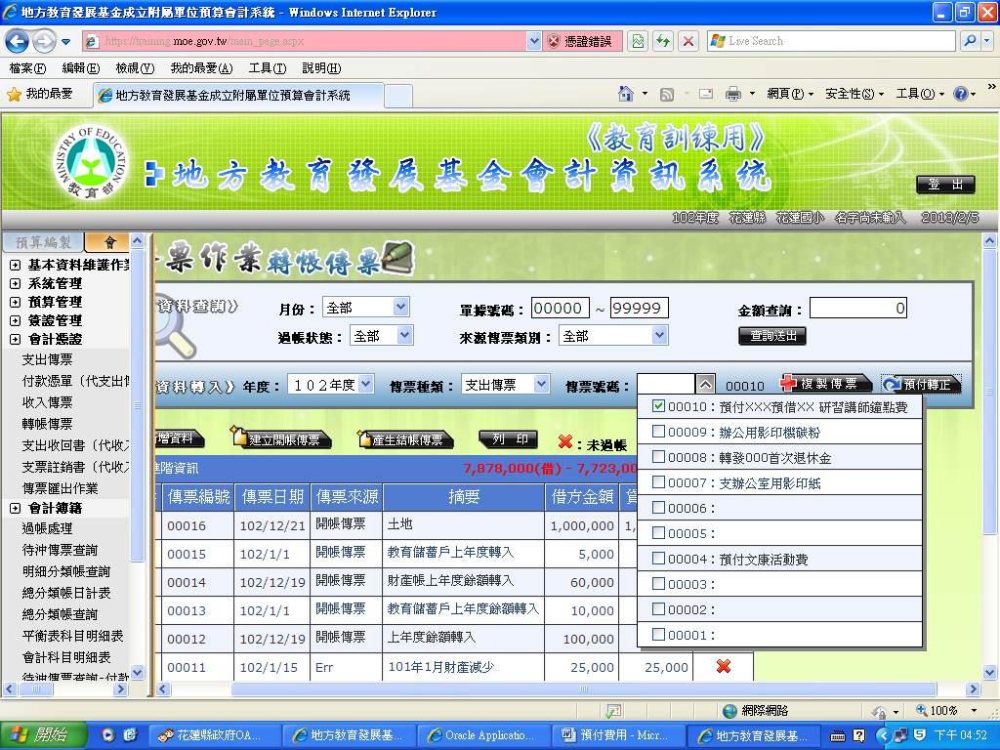 地方教育發展基金成立附屬單位預算會計系統 - Windows Internet Explorer
https://training.moe.gov.tw/main_page.aspx
憑證錯誤
Live Search
檔案(F) 編輯(E) 檢視(V) 我的最愛(A) 工具(T) 說明(H)
我的最愛
地方教育發展基金成立附屬單位預算會計系統
網頁(P) 安全性(S) 工具(O)
MINISTRY OF EDUCATION
教育部
《教育訓練用》
地方教育發展基金會計資訊系統
登 出
102年度 花蓮縣 花蓮國小 名字尚未輸入 2013/2/5
預算編製 會
基本資料維護作業
系統管理
預算管理
簽證管理
會計憑證
支出傳票
付款憑單〔代支出傳
收入傳票
轉帳傳票
支出收回書〔代收入
支票註銷書〔代收入
傳票匯出作業
會計簿籍
過帳處理
待沖傳票查詢
明細分類帳查詢
總分類帳日計表
總分類帳查詢
平衡表科目明細表
會計科目明細表
待沖傳票查詢-付款
票作業 轉帳傳票
資料查詢》
月份： 全部
單據號碼： 00000 ~ 99999
金額查詢： 0
過帳狀態： 全部
來源傳票類別： 全部
查詢送出
資料轉入》 年度： 102年度 傳票種類： 支出傳票 傳票號碼： 00010 複製傳票 預付轉正
增資料 建立開帳傳票 產生結帳傳票 列 印 ：未過帳
進階資訊 7,878,000(借) - 7,723,00
傳票編號 傳票日期 傳票來源 摘要 借方金額 貸
00016 102/12/21 開帳傳票 土地 1,000,000 1,
00015 102/1/1 開帳傳票 教育儲蓄戶上年度轉入 5,000
00014 102/12/19 開帳傳票 財產帳上年度餘額轉入 60,000
00013 102/1/1 開帳傳票 教育儲蓄戶上年度餘額轉入 10,000
00012 102/12/19 開帳傳票 上年度餘額轉入 100,000
00011 102/1/15 Err 101年1月財產減少 25,000 25,000
00010：預付XXX預借XX 研習講師鐘點費
00009：辦公用影印機碳粉
00008：轉發000首次退休金
00007：支辦公室用影印紙
00006：
00005：
00004：預付文康活動費
00003：
00002：
00001：
網際網路
100%
開始
花蓮縣政府OA...
地方教育發展基...
Oracle Applicatio...
預付費用 - Micr...
地方教育發展基...
下午 04:52